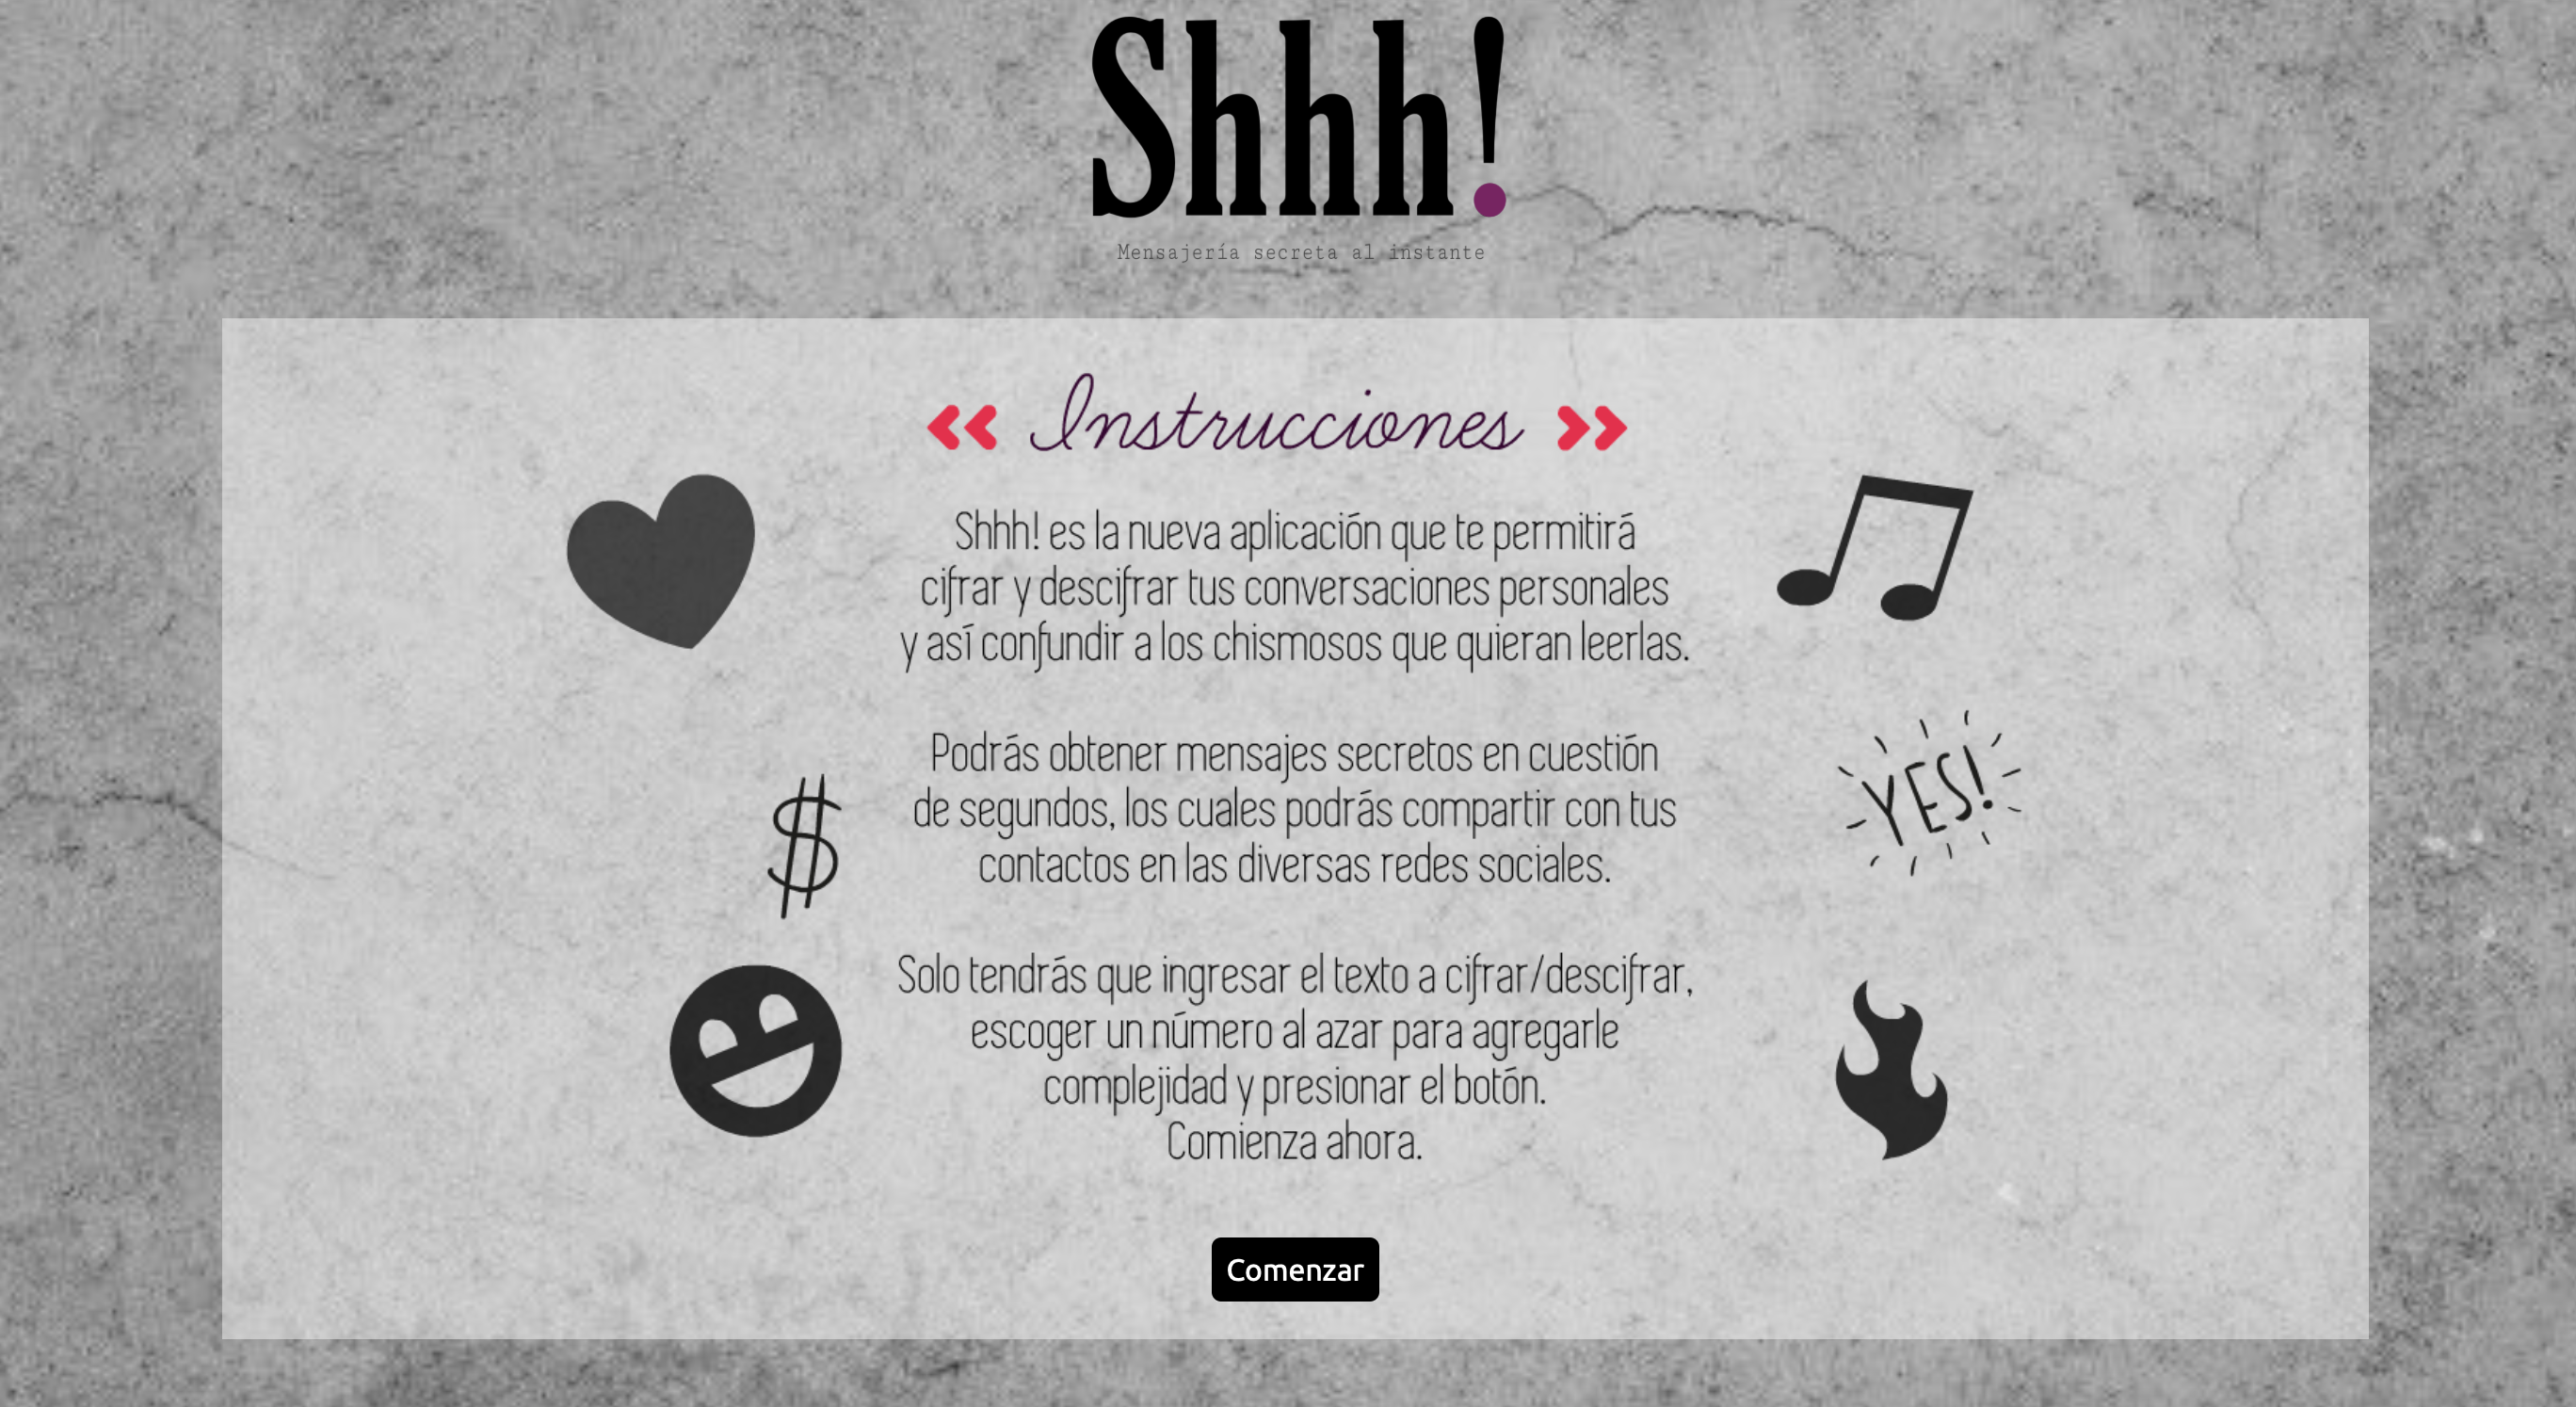 Shhh!
Mensajería secreta al instante
Instrucciones
Shhh! es la nueva aplicación que te permitirá
cifrar y descifrar tus conversaciones personales
y así confundir a los chismosos que quieran leerlas.
Podrás obtener mensajes secretos en cuestión
de segundos, los cuales podrás compartir con tus
contactos en las diversas redes sociales.
$
YES!
Solo tendrás que ingresar el texto a cifrar/descifrar,
escoger un número al azar para agregarle
complejidad y presionar el botón.
Comienza ahora.
Comenzar